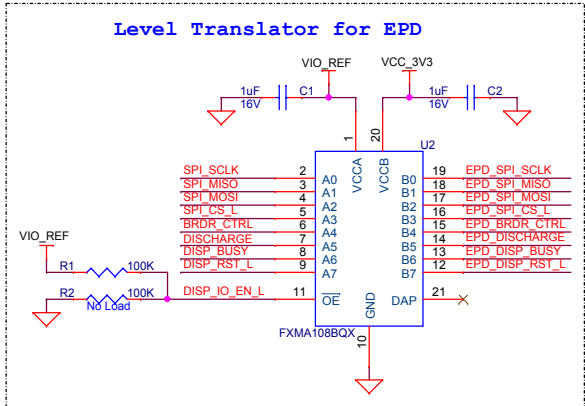 Level Translator for EPD
VIO_REF VCC_3V3
1uF C1 1uF C2
16V 16V
1 20 U2
VCCA VCCB
SPI_SCLK 2 A0 B0 19 EPD_SPI_SCLK
SPI_MISO 3 A1 B1 18 EPD_SPI_MISO
SPI_MOSI 4 A2 B2 17 EPD_SPI_MOSI
SPI_CS_L 5 A3 B3 16 EPD_SPI_CS_L
BRDR_CTRL 6 A4 B4 15 EPD_BRDR_CTRL
DISCHARGE 7 A5 B5 14 EPD_DISCHARGE
DISP_BUSY 8 A6 B6 13 EPD_DISP_BUSY
DISP_RST_L 9 A7 B7 12 EPD_DISP_RST_L
VIO_REF
R1 100K
R2 100K DISP_IO_EN_L 11 OE GND DAP 21
No Load
FXMA108BQX 10